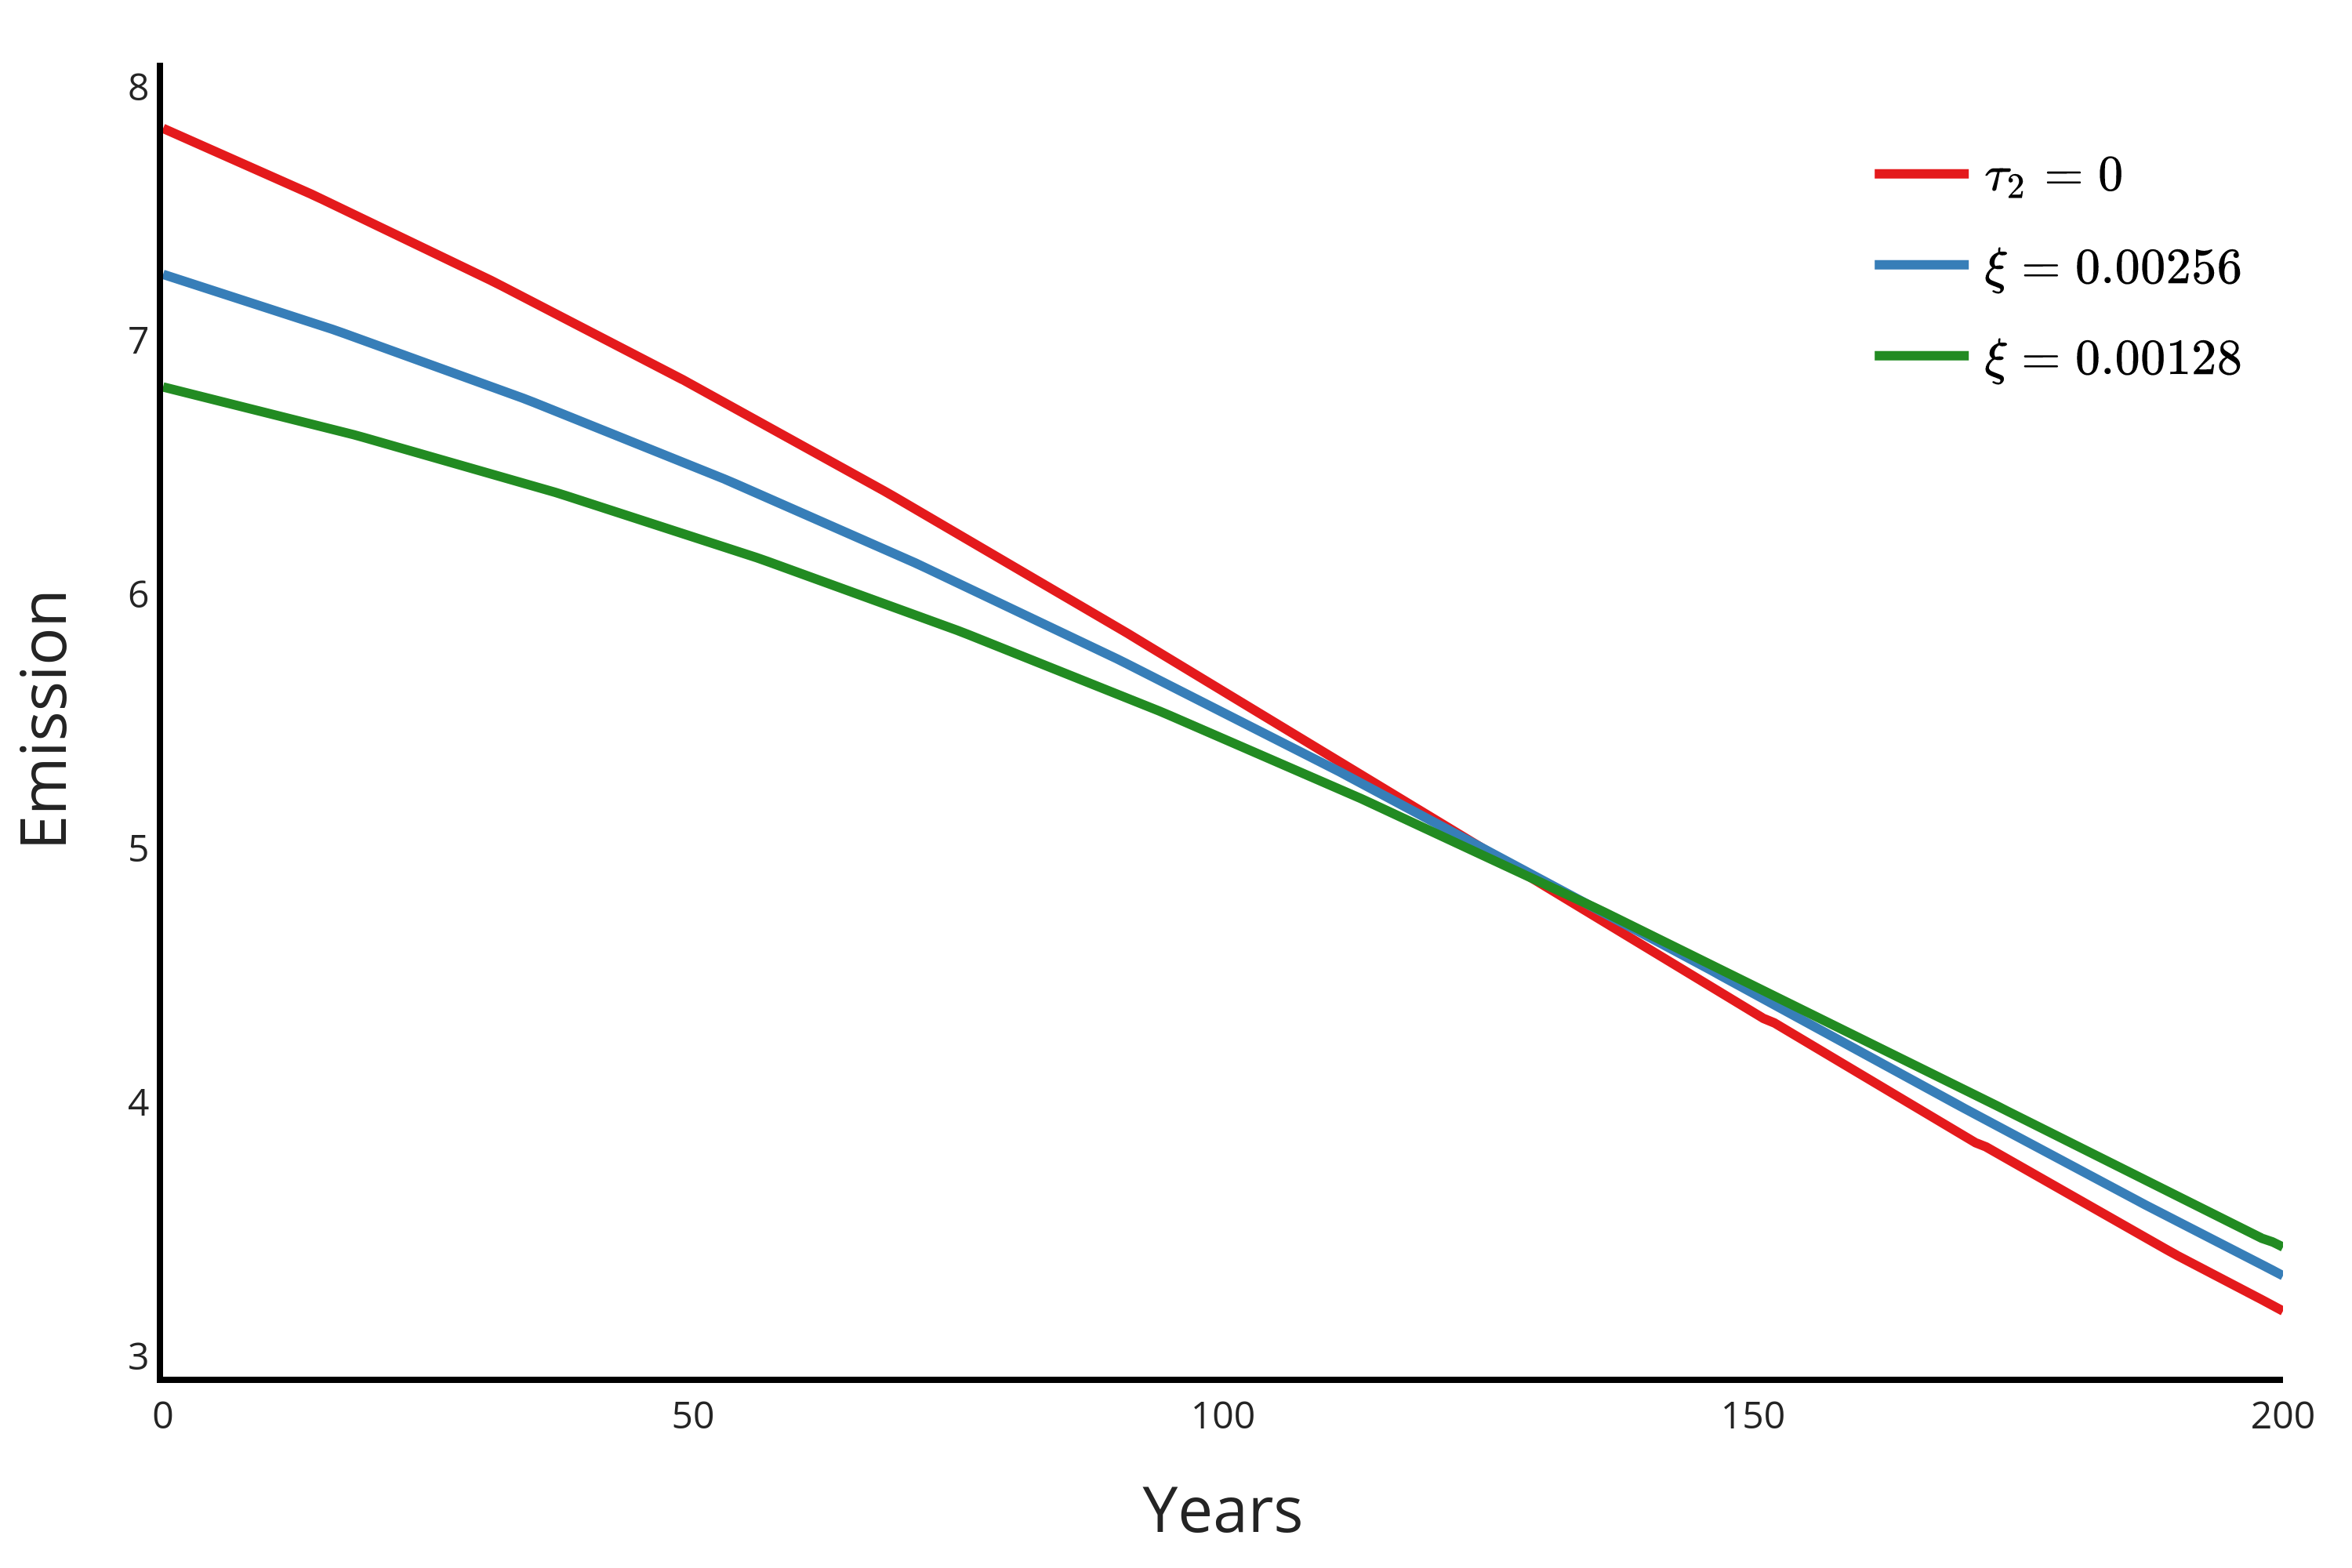 8
7
6
5
4
3
Emission
0 50 100 150 200
Years
τ₂ = 0
ξ = 0.00256
ξ = 0.00128